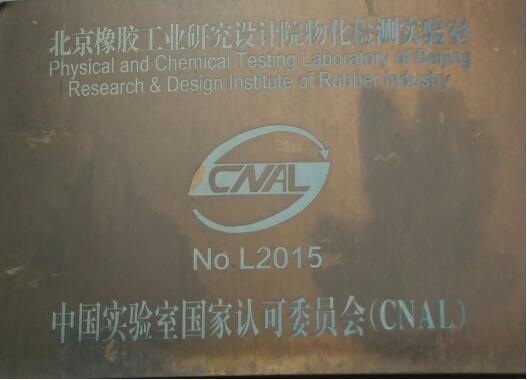 北京橡胶工业研究设计院物化检测实验室
Physical and Chemical Testing Laboratory of Beijing
Research & Design Institute of Rubber Industry
CNAL
No.L2015
中国实验室国家认可委员会(CNAL)